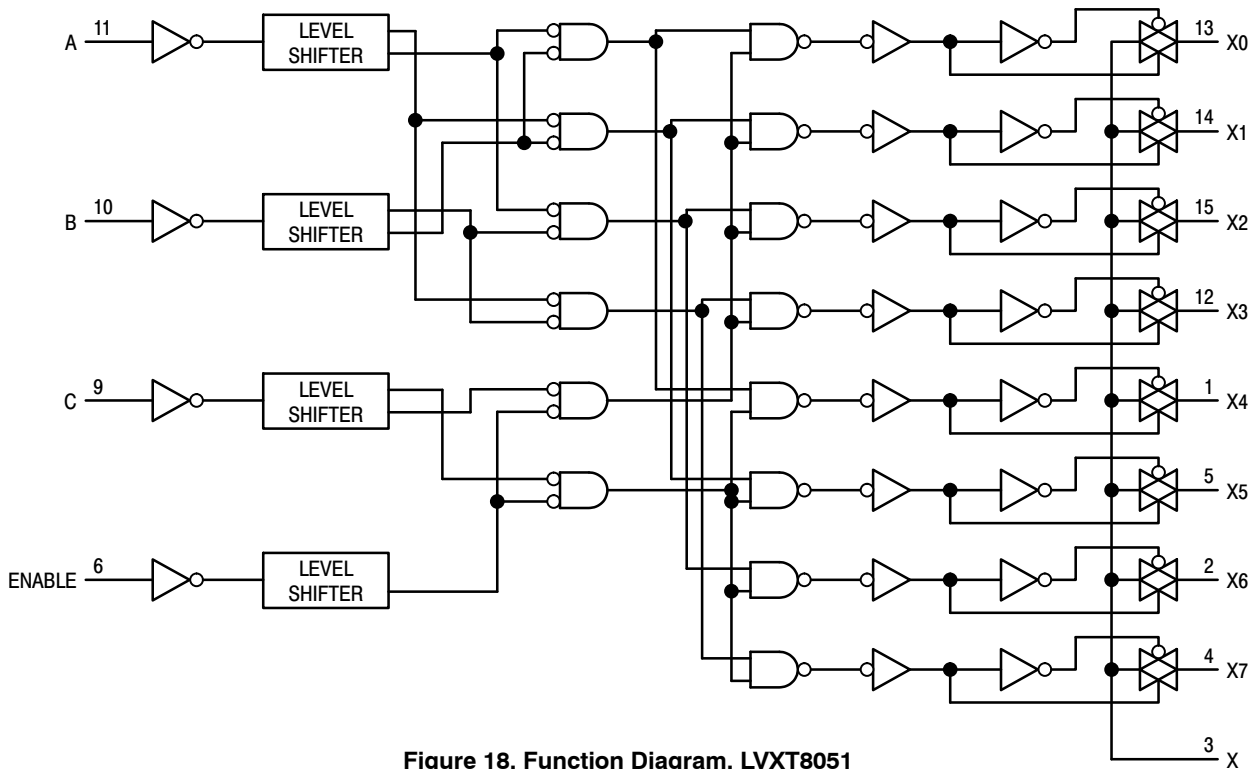 11
A
LEVEL
SHIFTER
13
X0
14
X1
10
B
LEVEL
SHIFTER
15
X2
12
X3
9
C
LEVEL
SHIFTER
1
X4
5
X5
6
ENABLE
LEVEL
SHIFTER
2
X6
4
X7
3
X
Figure 18. Function Diagram, LVXT8051